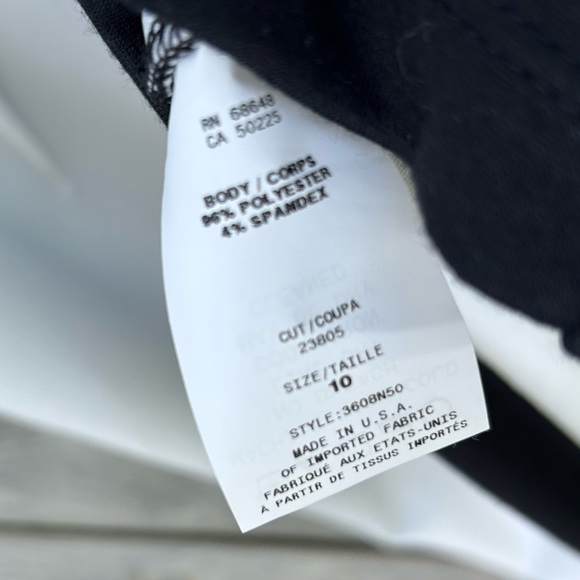 RN 68648
CA 50225
BODY / CORPS
96% POLYESTER
4% SPANDEX
CUT/COUPA
23805
SIZE/TAILLE
10
STYLE:3608N50
MADE IN U.S.A.
OF IMPORTED FABRIC
FABRIQUÉ AUX ETATS-UNIS
À PARTIR DE TISSUS IMPORTÉS